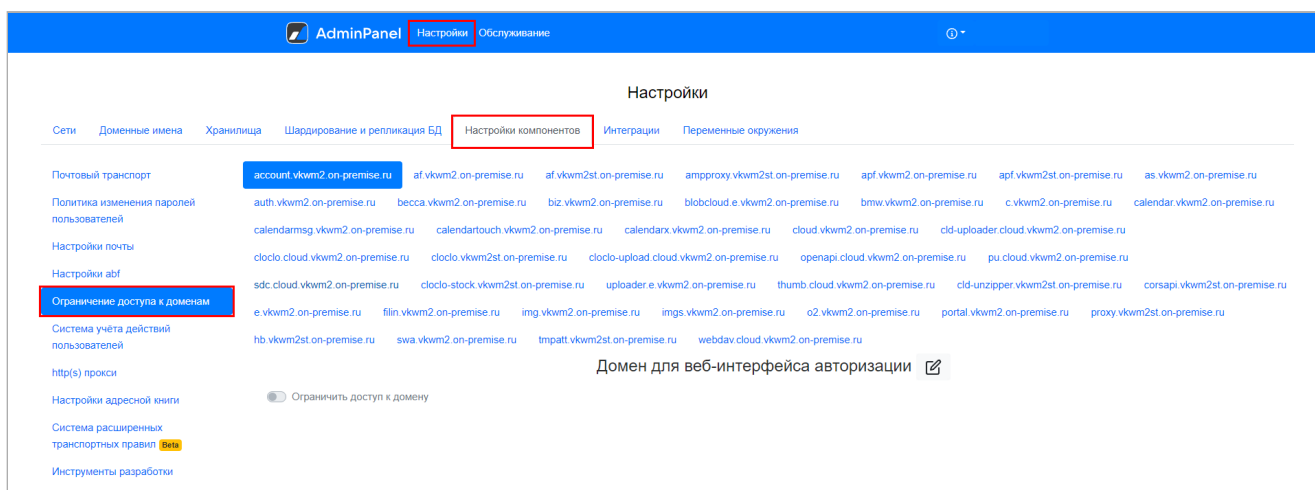 AdminPanel Настройки Обслуживание
Настройки
Сети Доменные имена Хранилища Шардирование и репликация БД Настройки компонентов Интеграции Переменные окружения
Почтовый транспорт
Политика изменения паролей
пользователей
Настройки почты
Настройки abf
Ограничение доступа к доменам
Система учёта действий
пользователей
http(s) прокси
Настройки адресной книги
Система расширенных
транспортных правил Beta
Инструменты разработки
account.vkwm2.on-premise.ru af.vkwm2.on-premise.ru af.vkwm2st.on-premise.ru ampproxy.vkwm2st.on-premise.ru apf.vkwm2.on-premise.ru apf.vkwm2st.on-premise.ru as.vkwm2.on-premise.ru
auth.vkwm2.on-premise.ru becca.vkwm2.on-premise.ru biz.vkwm2.on-premise.ru blobcloud.e.vkwm2.on-premise.ru bmw.vkwm2.on-premise.ru c.vkwm2.on-premise.ru calendar.vkwm2.on-premise.ru
calendarmsg.vkwm2.on-premise.ru calendartouch.vkwm2.on-premise.ru calendarx.vkwm2.on-premise.ru cloud.vkwm2.on-premise.ru cld-uploader.cloud.vkwm2.on-premise.ru
cloclo.cloud.vkwm2.on-premise.ru cloclo.vkwm2st.on-premise.ru cloclo-upload.cloud.vkwm2.on-premise.ru openapi.cloud.vkwm2.on-premise.ru pu.cloud.vkwm2.on-premise.ru
sdc.cloud.vkwm2.on-premise.ru cloclo-stock.vkwm2st.on-premise.ru uploader.e.vkwm2.on-premise.ru thumb.cloud.vkwm2.on-premise.ru cld-unzipper.vkwm2st.on-premise.ru corsapi.vkwm2st.on-premise.ru
e.vkwm2.on-premise.ru filin.vkwm2.on-premise.ru img.vkwm2.on-premise.ru imgs.vkwm2.on-premise.ru o2.vkwm2.on-premise.ru portal.vkwm2.on-premise.ru proxy.vkwm2st.on-premise.ru
hb.vkwm2st.on-premise.ru swa.vkwm2.on-premise.ru tmpatt.vkwm2st.on-premise.ru webdav.cloud.vkwm2.on-premise.ru
Домен для веб-интерфейса авторизации
Ограничить доступ к домену